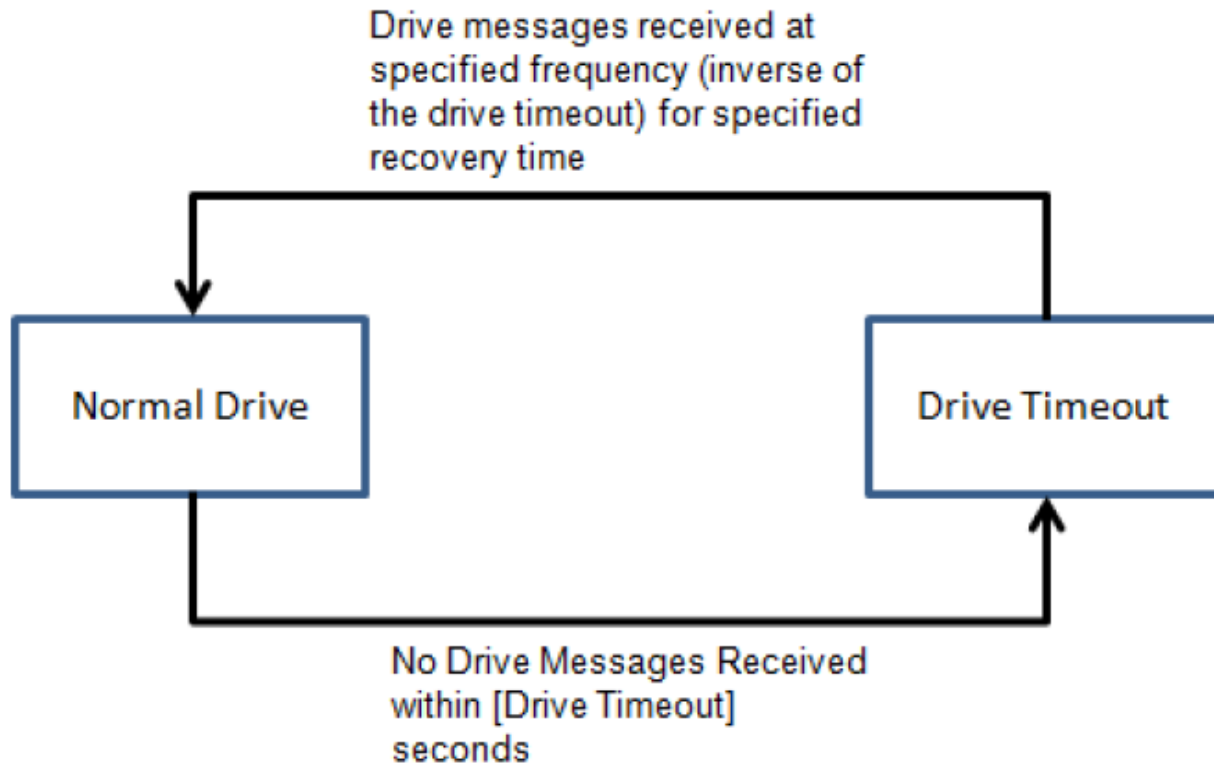 Drive messages received at
specified frequency (inverse of
the drive timeout) for specified
recovery time
Normal Drive
Drive Timeout
No Drive Messages Received
within [Drive Timeout]
seconds